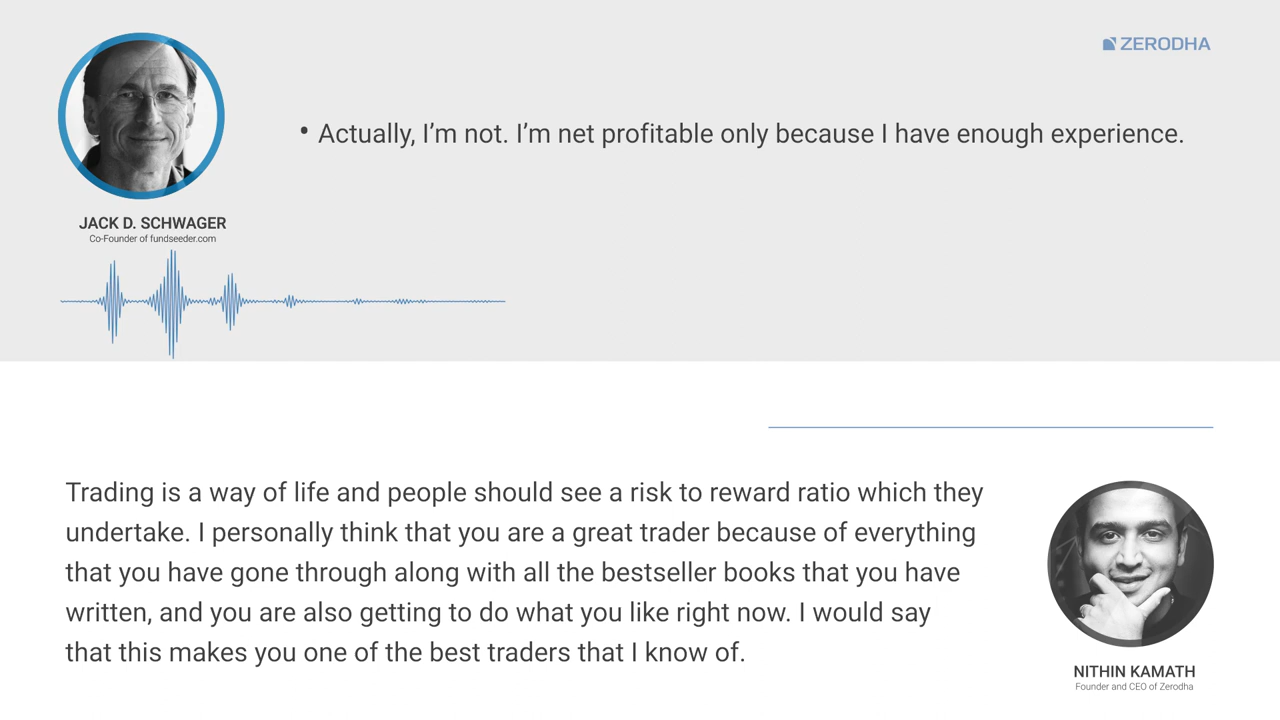 ZERODHA
• Actually, I'm not. I'm net profitable only because I have enough experience.
JACK D. SCHWAGER
Co-Founder of fundseeder.com
Trading is a way of life and people should see a risk to reward ratio which they
undertake. I personally think that you are a great trader because of everything
that you have gone through along with all the bestseller books that you have
written, and you are also getting to do what you like right now. I would say
that this makes you one of the best traders that I know of.
NITHIN KAMATH
Founder and CEO of Zerodha